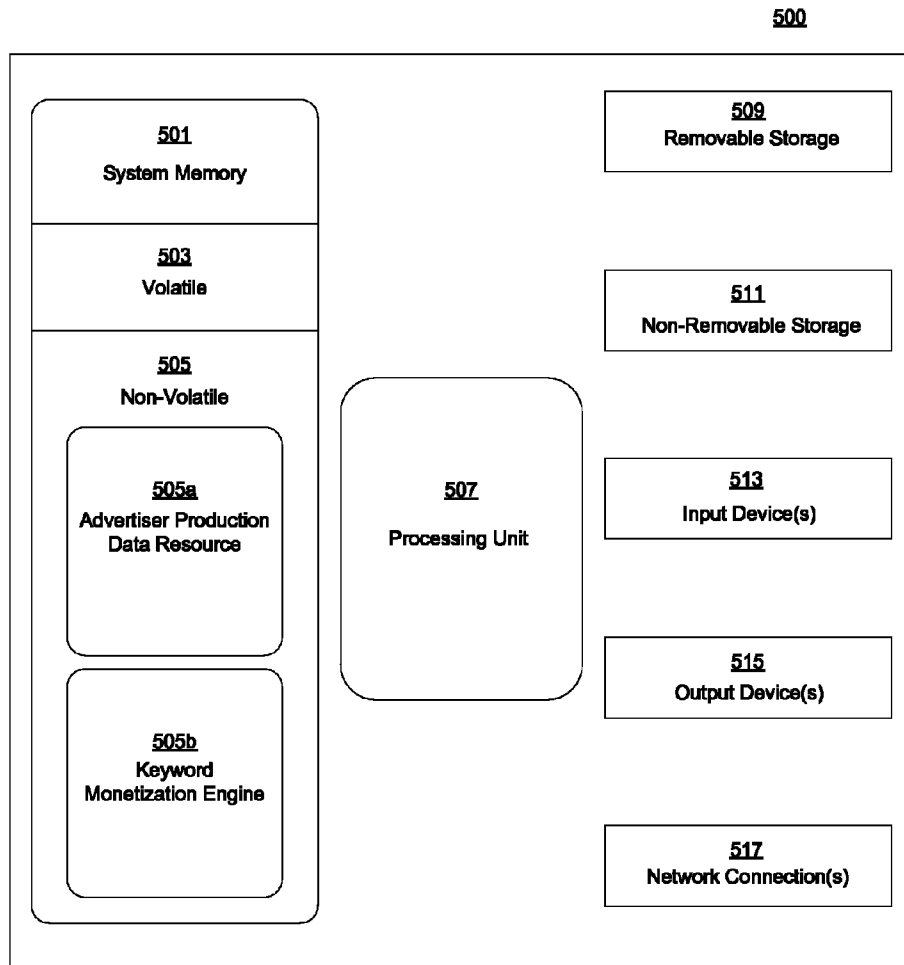 500
501
System Memory
503
Volatile
505
Non-Volatile
505a
Advertiser Production
Data Resource
505b
Keyword
Monetization Engine
507
Processing Unit
509
Removable Storage
511
Non-Removable Storage
513
Input Device(s)
515
Output Device(s)
517
Network Connection(s)